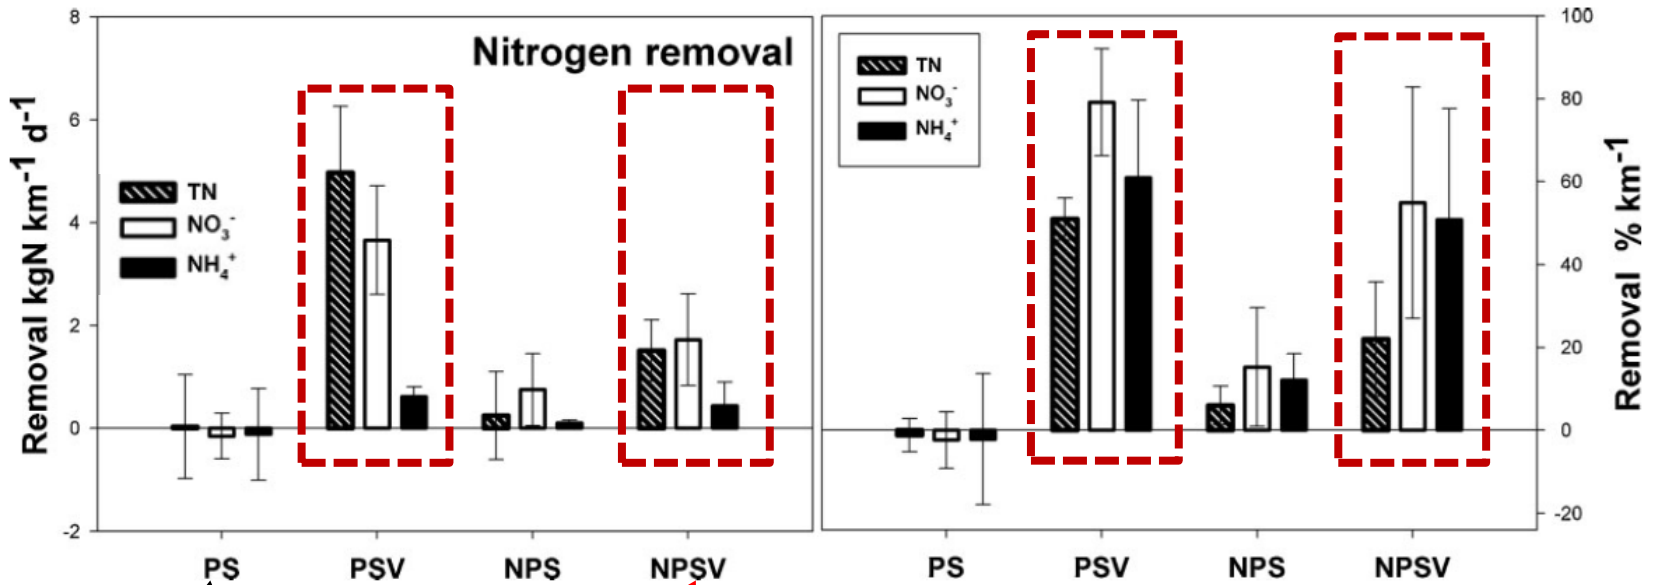 Nitrogen removal
Removal kgN km⁻¹ d⁻¹
8
6
4
2
0
-2
TN
NO₃⁻
NH₄⁺
PS PSV NPS NPSV
TN
NO₃⁻
NH₄⁺
100
80
60
40
20
0
-20
Removal % km⁻¹
PS PSV NPS NPSV